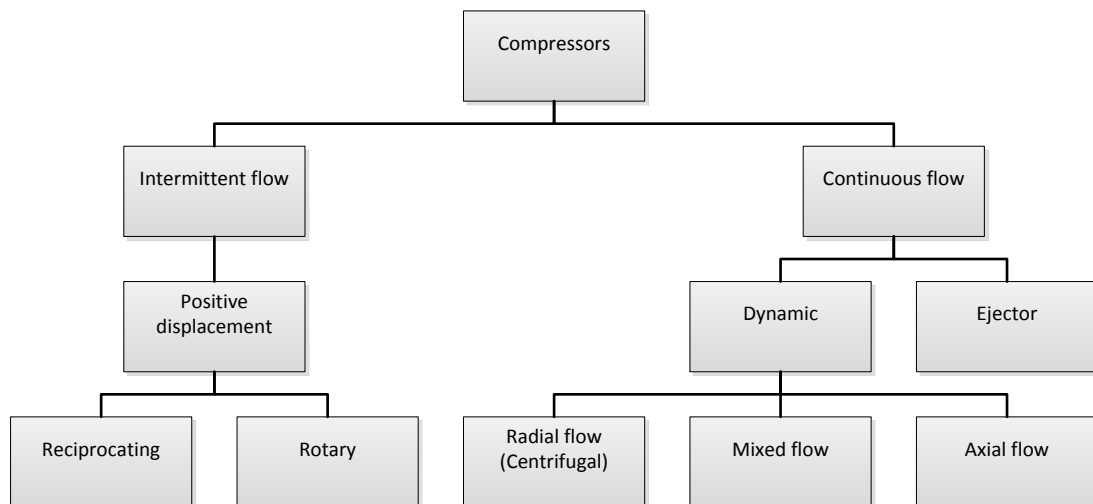 Compressors
Intermittent flow
Continuous flow
Positive
displacement
Dynamic
Ejector
Reciprocating
Rotary
Radial flow
(Centrifugal)
Mixed flow
Axial flow